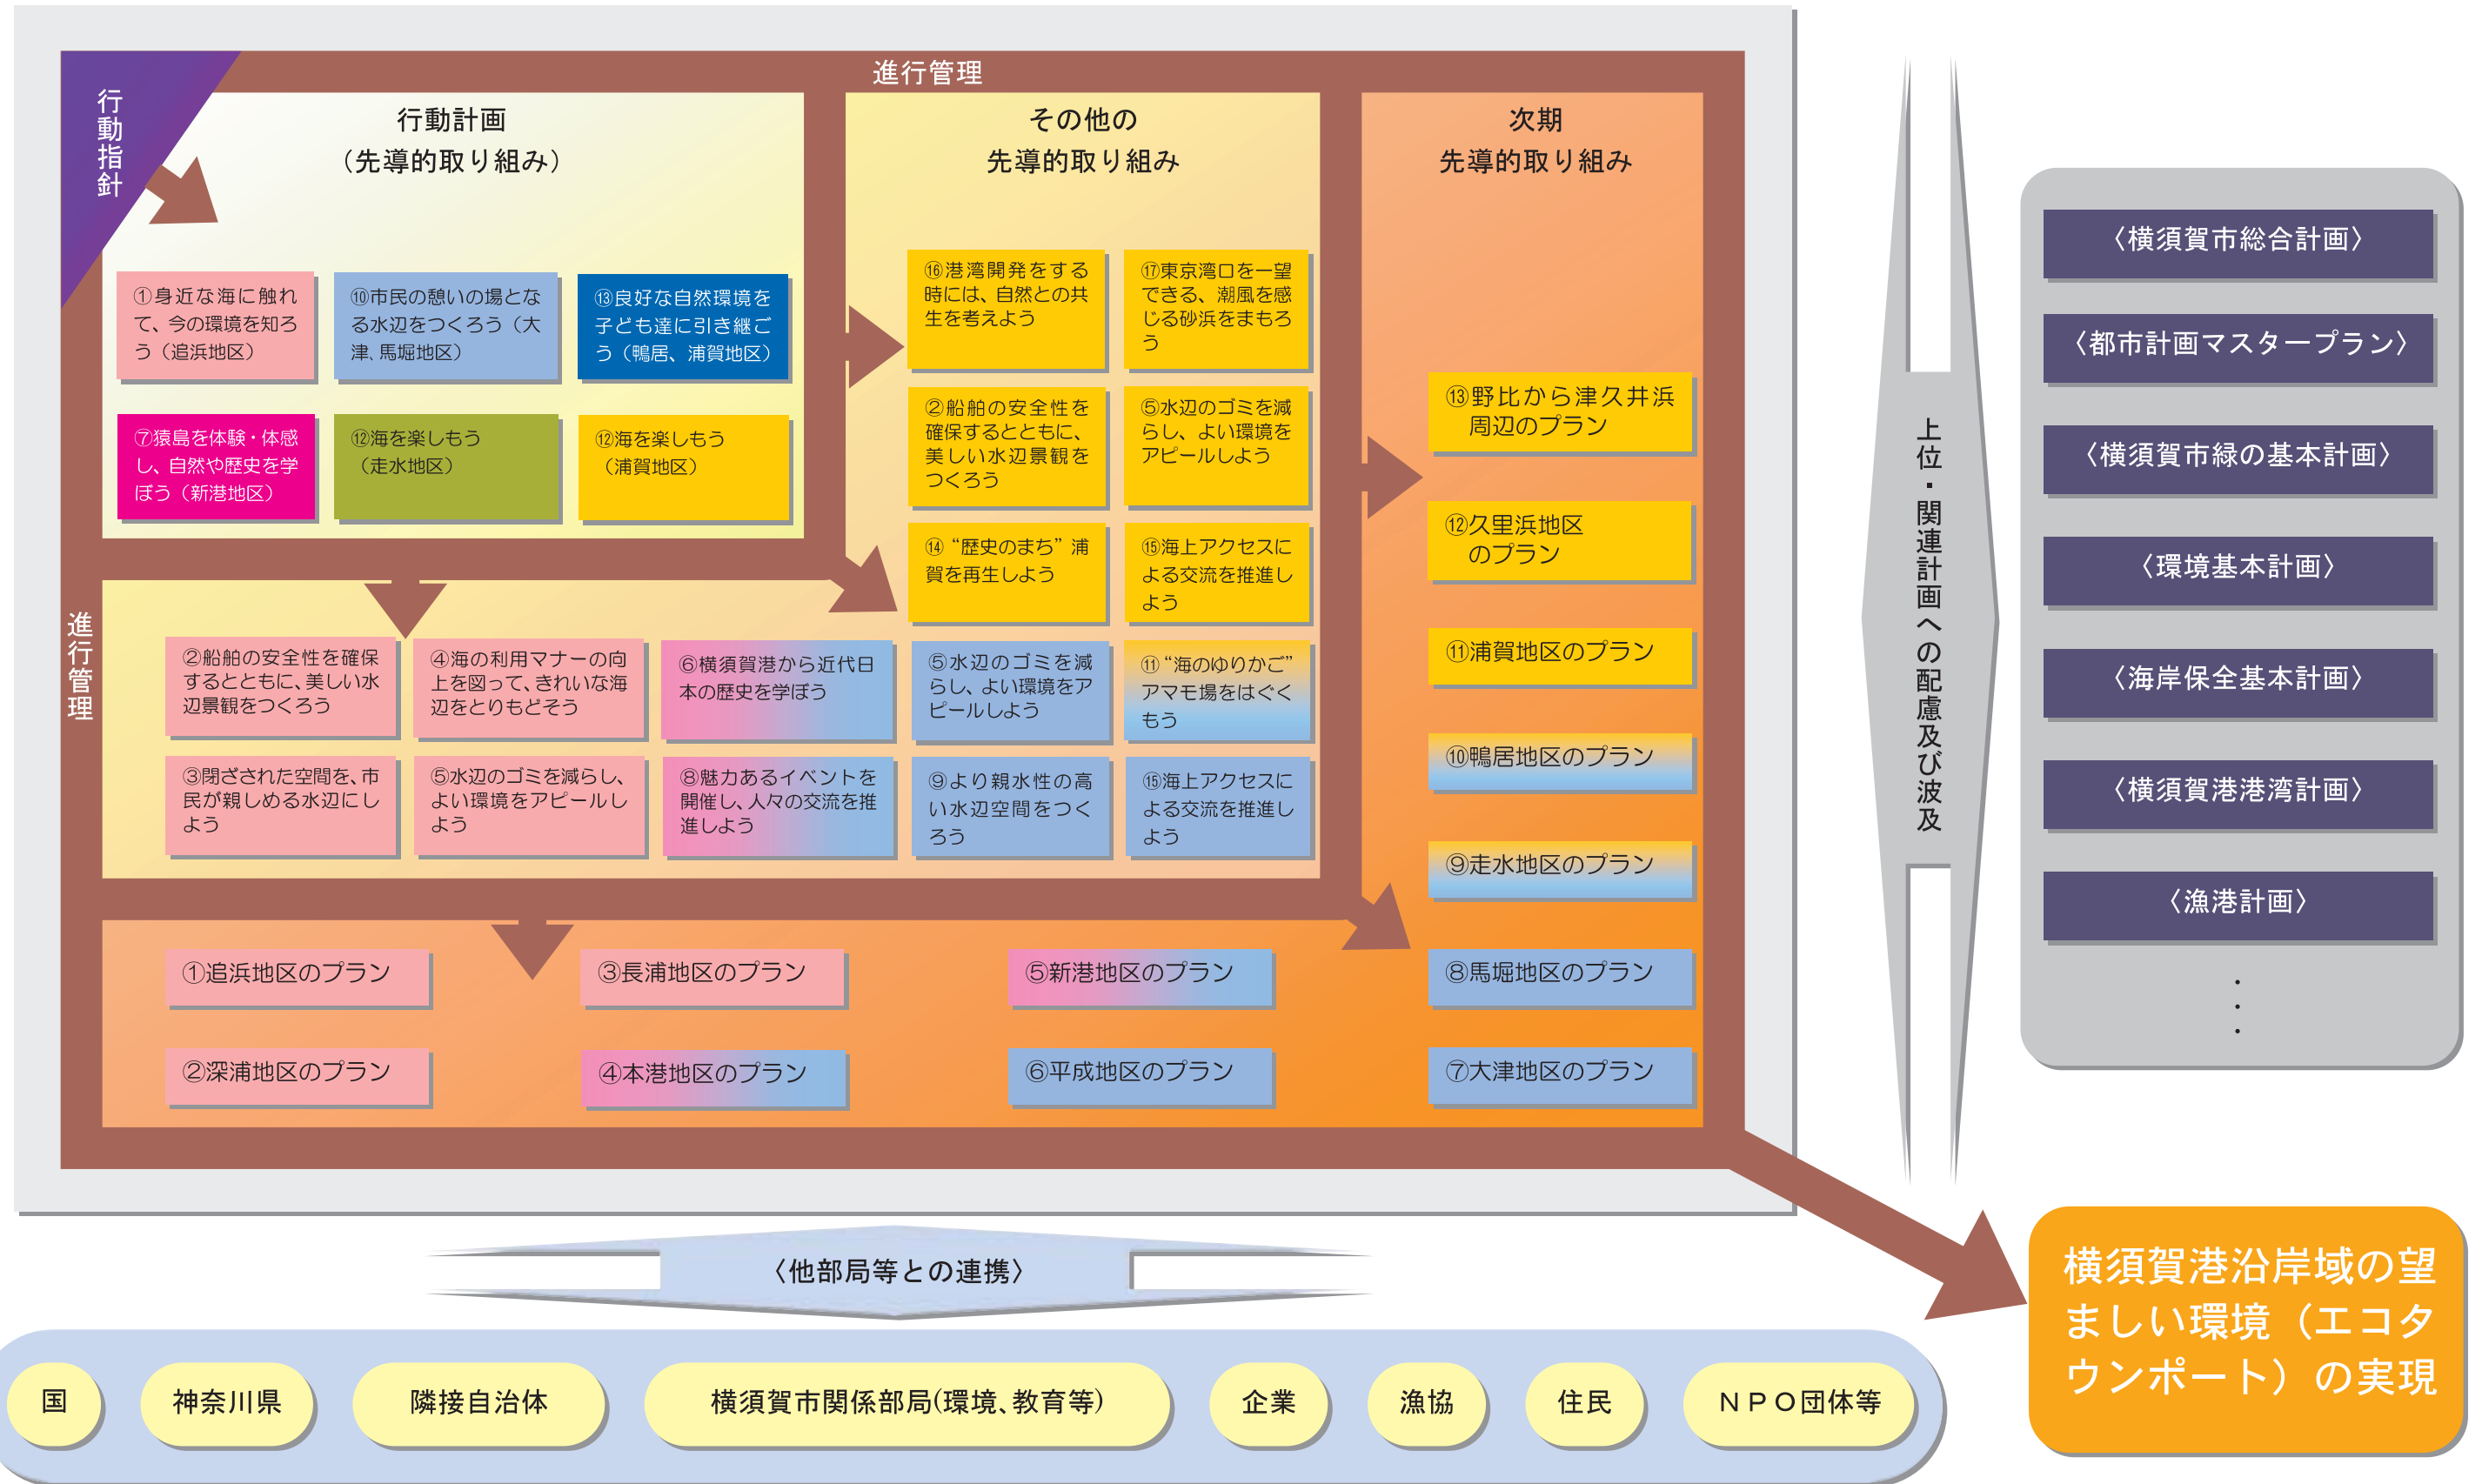 進行管理
行動指針
行動計画
（先導的取り組み）
①身近な海に触れ
て、今の環境を知ろ
う（追浜地区）
⑩市民の憩いの場とな
る水辺をつくろう（大
津、馬堀地区）
⑬良好な自然環境を
子ども達に引き継ご
う（鴨居、浦賀地区）
⑦猿島を体験・体感
し、自然や歴史を学
ぼう（新港地区）
⑫海を楽しもう
（走水地区）
⑫海を楽しもう
（浦賀地区）
その他の
先導的取り組み
⑯港湾開発をする
時には、自然との共
生を考えよう
⑰東京湾口を一望
できる、潮風を感
じる砂浜をまもろ
う
②船舶の安全性を
確保するとともに、
美しい水辺景観を
つくろう
⑤水辺のゴミを減
らし、よい環境を
アピールしよう
⑭“歴史のまち”浦
賀を再生しよう
⑮海上アクセスに
よる交流を推進し
よう
進行管理
②船舶の安全性を確保
するとともに、美しい水
辺景観をつくろう
④海の利用マナーの向
上を図って、きれいな海
辺をとりもどそう
⑥横須賀港から近代日
本の歴史を学ぼう
⑤水辺のゴミを減
らし、よい環境をア
ピールしよう
⑪“海のゆりかご”
アマモ場をはぐく
もう
③閉ざされた空間を、市
民が親しめる水辺にし
よう
⑤水辺のゴミを減らし、
よい環境をアピールし
よう
⑧魅力あるイベントを
開催し、人々の交流を推
進しよう
⑨より親水性の高
い水辺空間をつく
ろう
⑮海上アクセスに
よる交流を推進し
よう
次期
先導的取り組み
⑬野比から津久井浜
周辺のプラン
⑫久里浜地区
のプラン
⑪浦賀地区のプラン
⑩鴨居地区のプラン
⑨走水地区のプラン
①追浜地区のプラン
③長浦地区のプラン
⑤新港地区のプラン
⑧馬堀地区のプラン
②深浦地区のプラン
④本港地区のプラン
⑥平成地区のプラン
⑦大津地区のプラン
上位・関連計画への配慮及び波及
〈横須賀市総合計画〉
〈都市計画マスタープラン〉
〈横須賀市緑の基本計画〉
〈環境基本計画〉
〈海岸保全基本計画〉
〈横須賀港港湾計画〉
〈漁港計画〉
・
・
・
〈他部局等との連携〉
国
神奈川県
隣接自治体
横須賀市関係部局(環境、教育等)
企業
漁協
住民
ＮＰＯ団体等
横須賀港沿岸域の望
ましい環境（エコタ
ウンポート）の実現